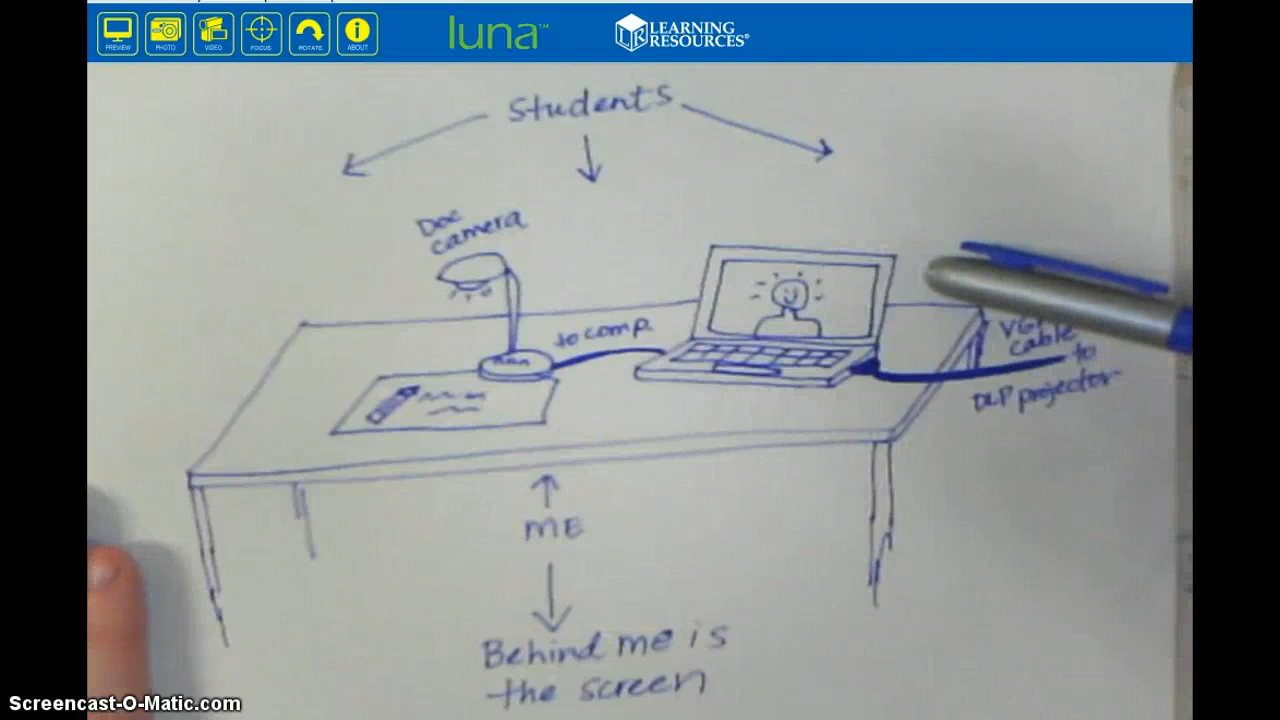 PREVIEW
PHOTO
VIDEO
FOCUS
ROTATE
ABOUT
luna™
LEARNING
RESOURCES®
Students
Doc
camera
to comp.
cable
to
DLP projector
ME
Behind me is
the screen
Screencast-O-Matic.com